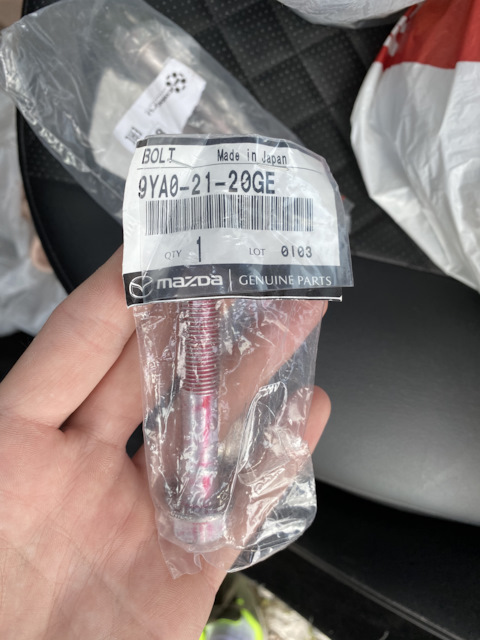 BOLT Made in Japan
9YA0-21-20GE
QTY 1 LOT 0103
mazda GENUINE PARTS